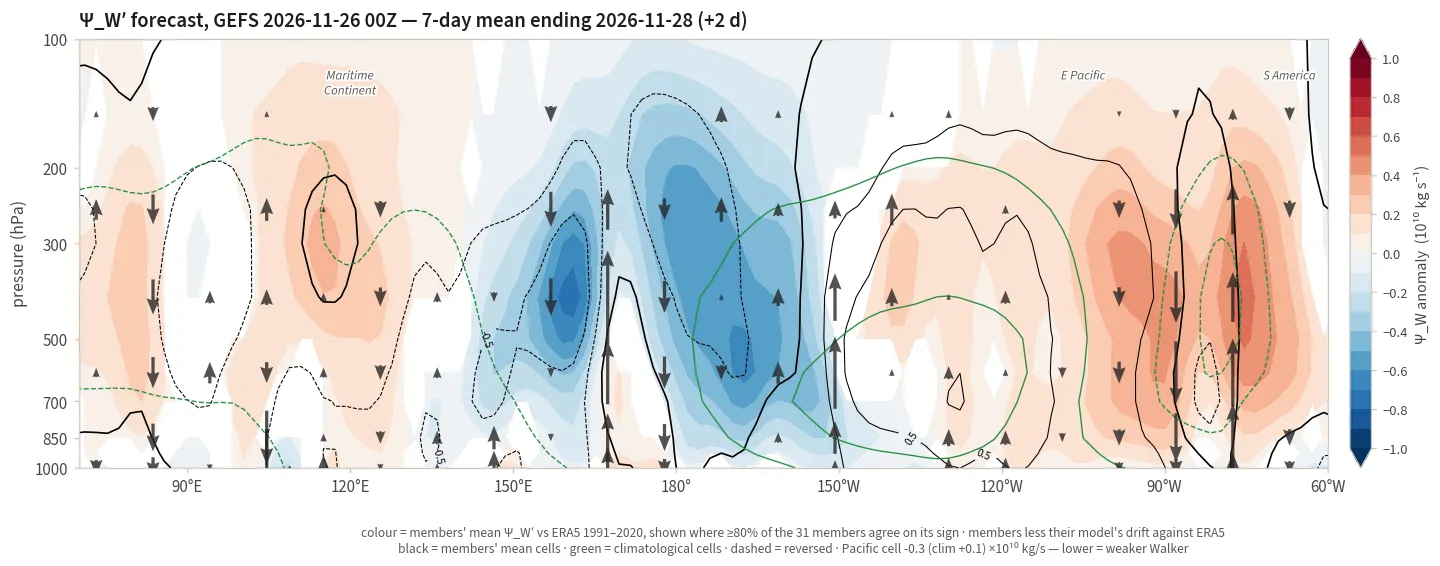 Ψ_W′ forecast, GEFS 2026-11-26 00Z — 7-day mean ending 2026-11-28 (+2 d)
100
200
300
400
500
700
850
1000
pressure (hPa)
Maritime
Continent
E Pacific
S America
-0.5
-0.5
0.5
0.5
90°E
120°E
150°E
180°
150°W
120°W
90°W
60°W
1.0
0.8
0.6
0.4
0.2
0.0
−0.2
−0.4
−0.6
−0.8
−1.0
Ψ_W anomaly (10¹⁰ kg s⁻¹)
colour = members' mean Ψ_W′ vs ERA5 1991–2020, shown where ≥80% of the 31 members agree on its sign · members less their model's drift against ERA5
black = members' mean cells · green = climatological cells · dashed = reversed · Pacific cell -0.3 (clim +0.1) ×10¹⁰ kg/s — lower = weaker Walker